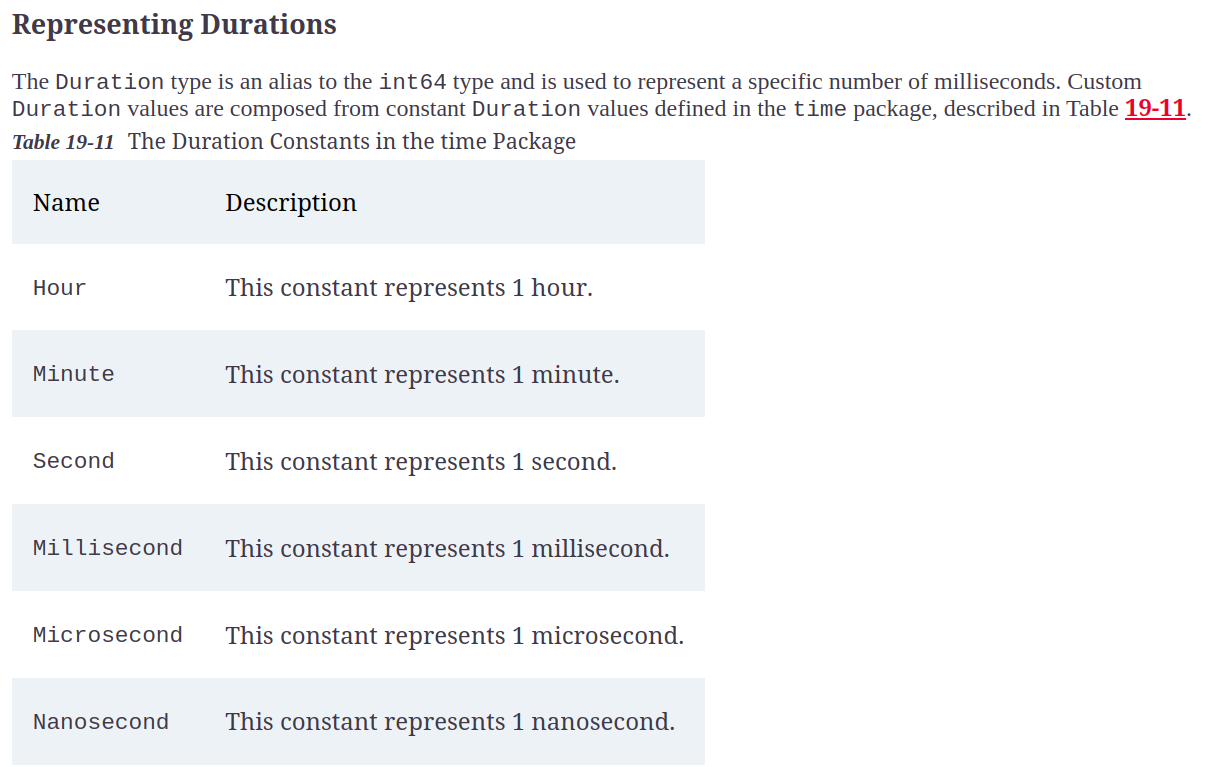 Representing Durations
The Duration type is an alias to the int64 type and is used to represent a specific number of milliseconds. Custom
Duration values are composed from constant Duration values defined in the time package, described in Table 19-11.
Table 19-11 The Duration Constants in the time Package
Name Description
Hour This constant represents 1 hour.
Minute This constant represents 1 minute.
Second This constant represents 1 second.
Millisecond This constant represents 1 millisecond.
Microsecond This constant represents 1 microsecond.
Nanosecond This constant represents 1 nanosecond.